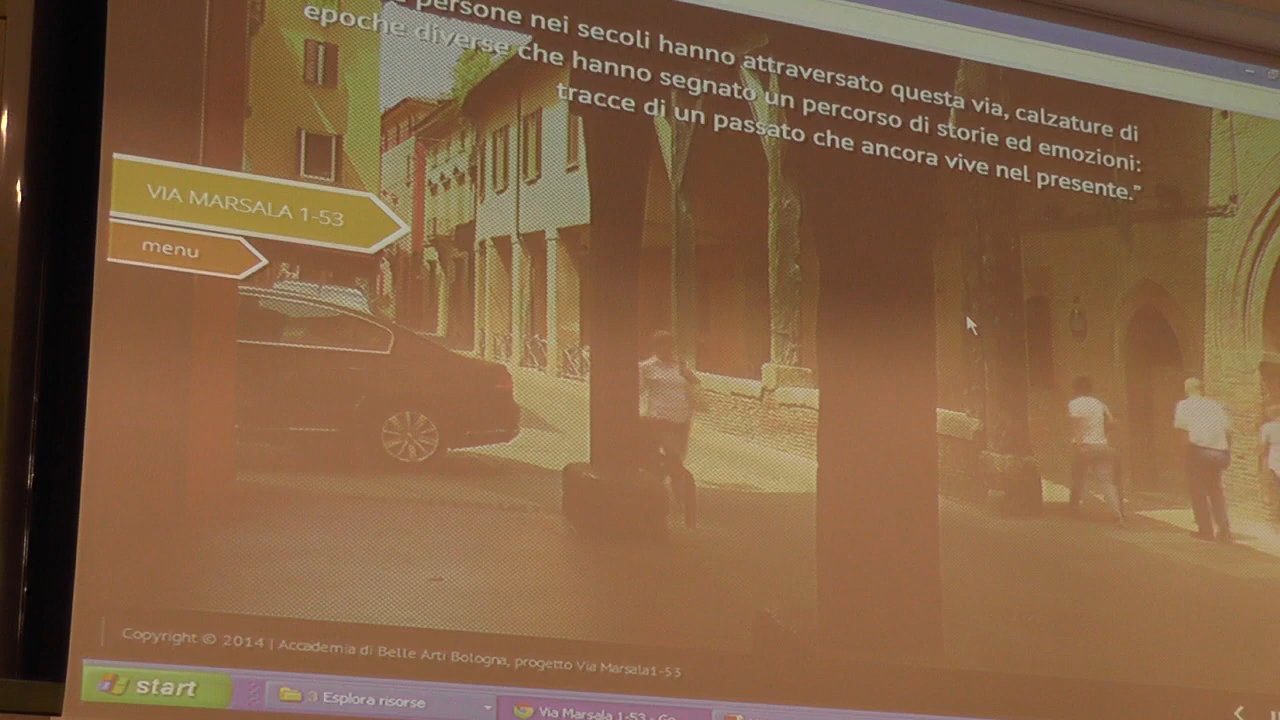 persone nei secoli hanno attraversato questa via, calzature di
epoche diverse che hanno segnato un percorso di storie ed emozioni:
tracce di un passato che ancora vive nel presente."
VIA MARSALA 1-53
menu
Copyright © 2014 | Accademia di Belle Arti Bologna, progetto Via Marsala1-53
start
3 Esplora risorse
Via Marsala 1-53 - Go